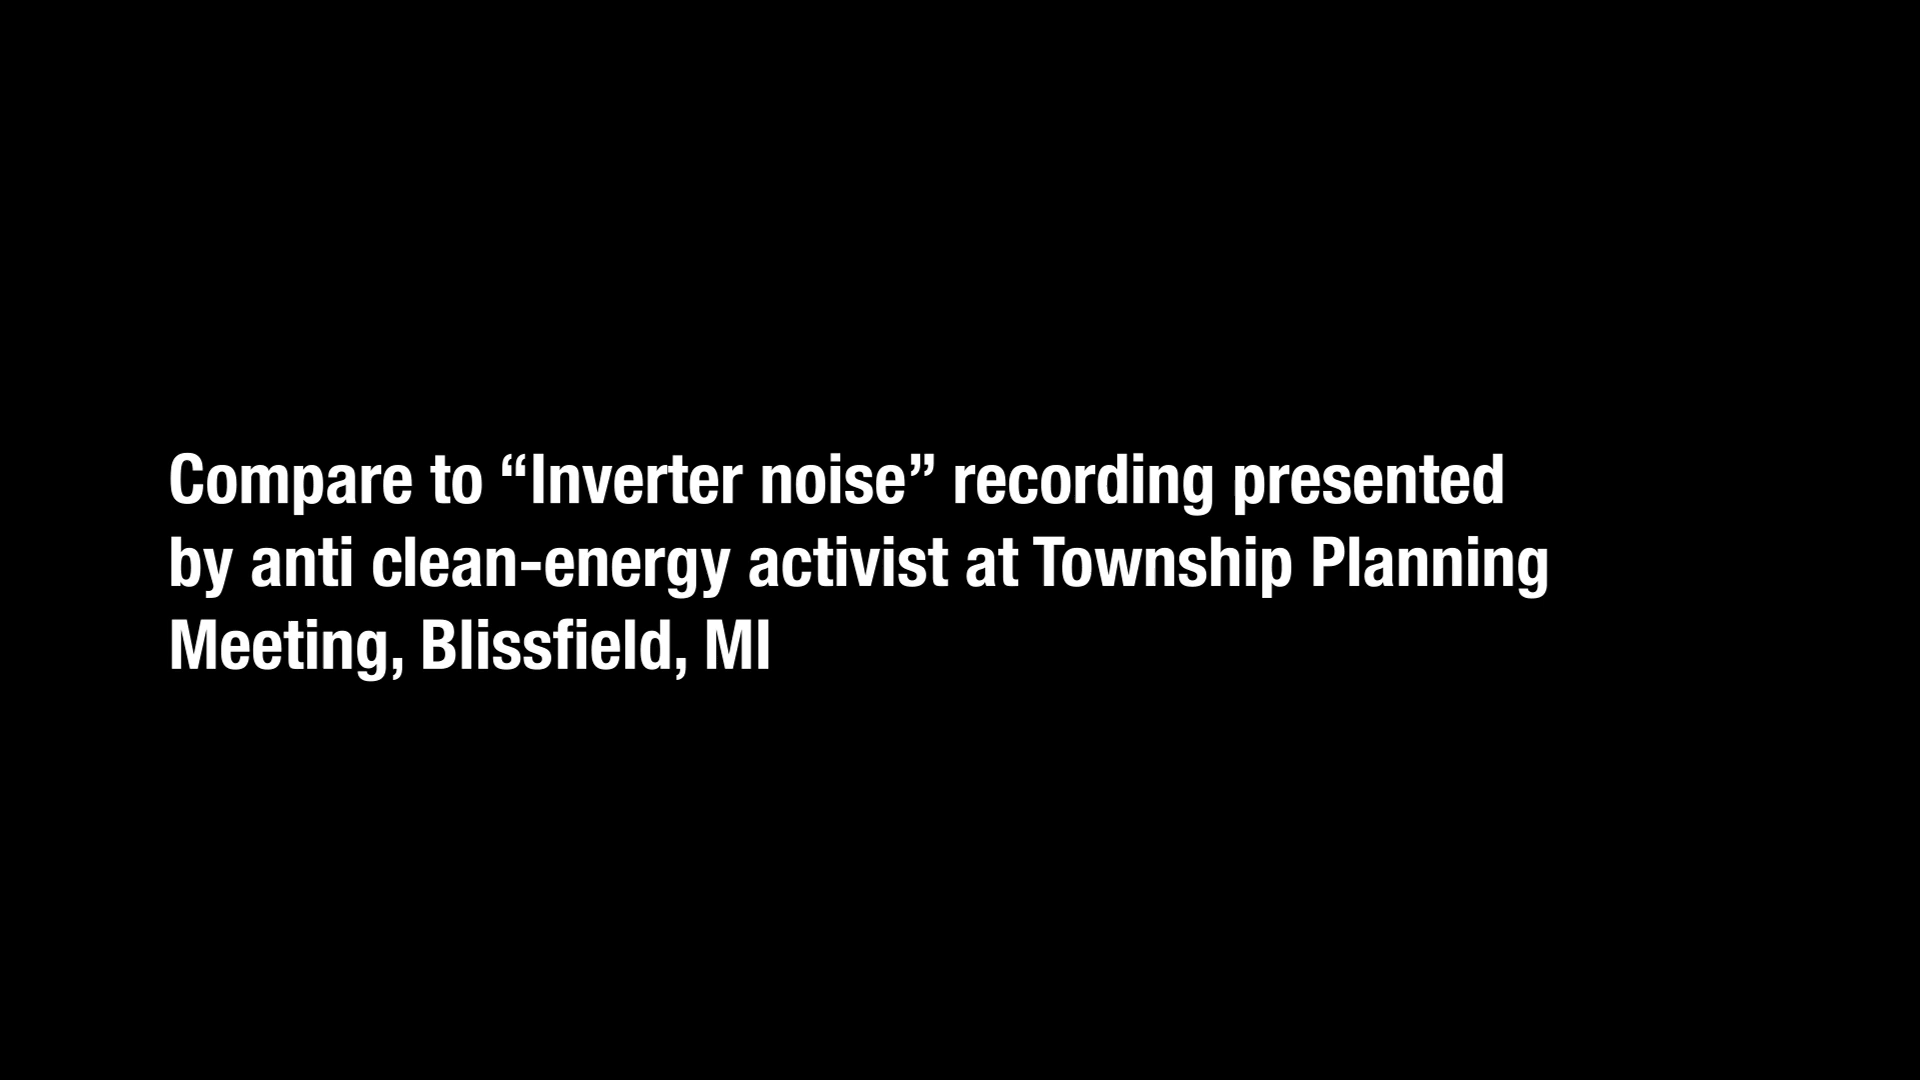 Compare to “Inverter noise” recording presented
by anti clean-energy activist at Township Planning
Meeting, Blissfield, MI